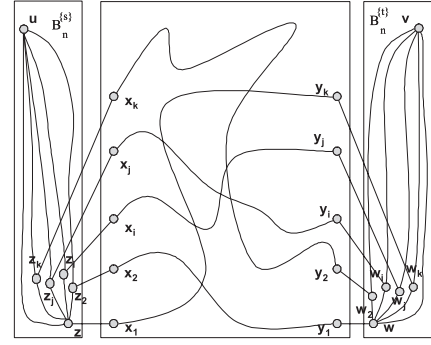 u B_n^{s} B_n^{t} v
x_k y_k
x_j y_j
x_i y_i
z_k z_i w_i w_k
x_2 y_2
z_j z_2 w_2 w_j
z x_1 y_1 w